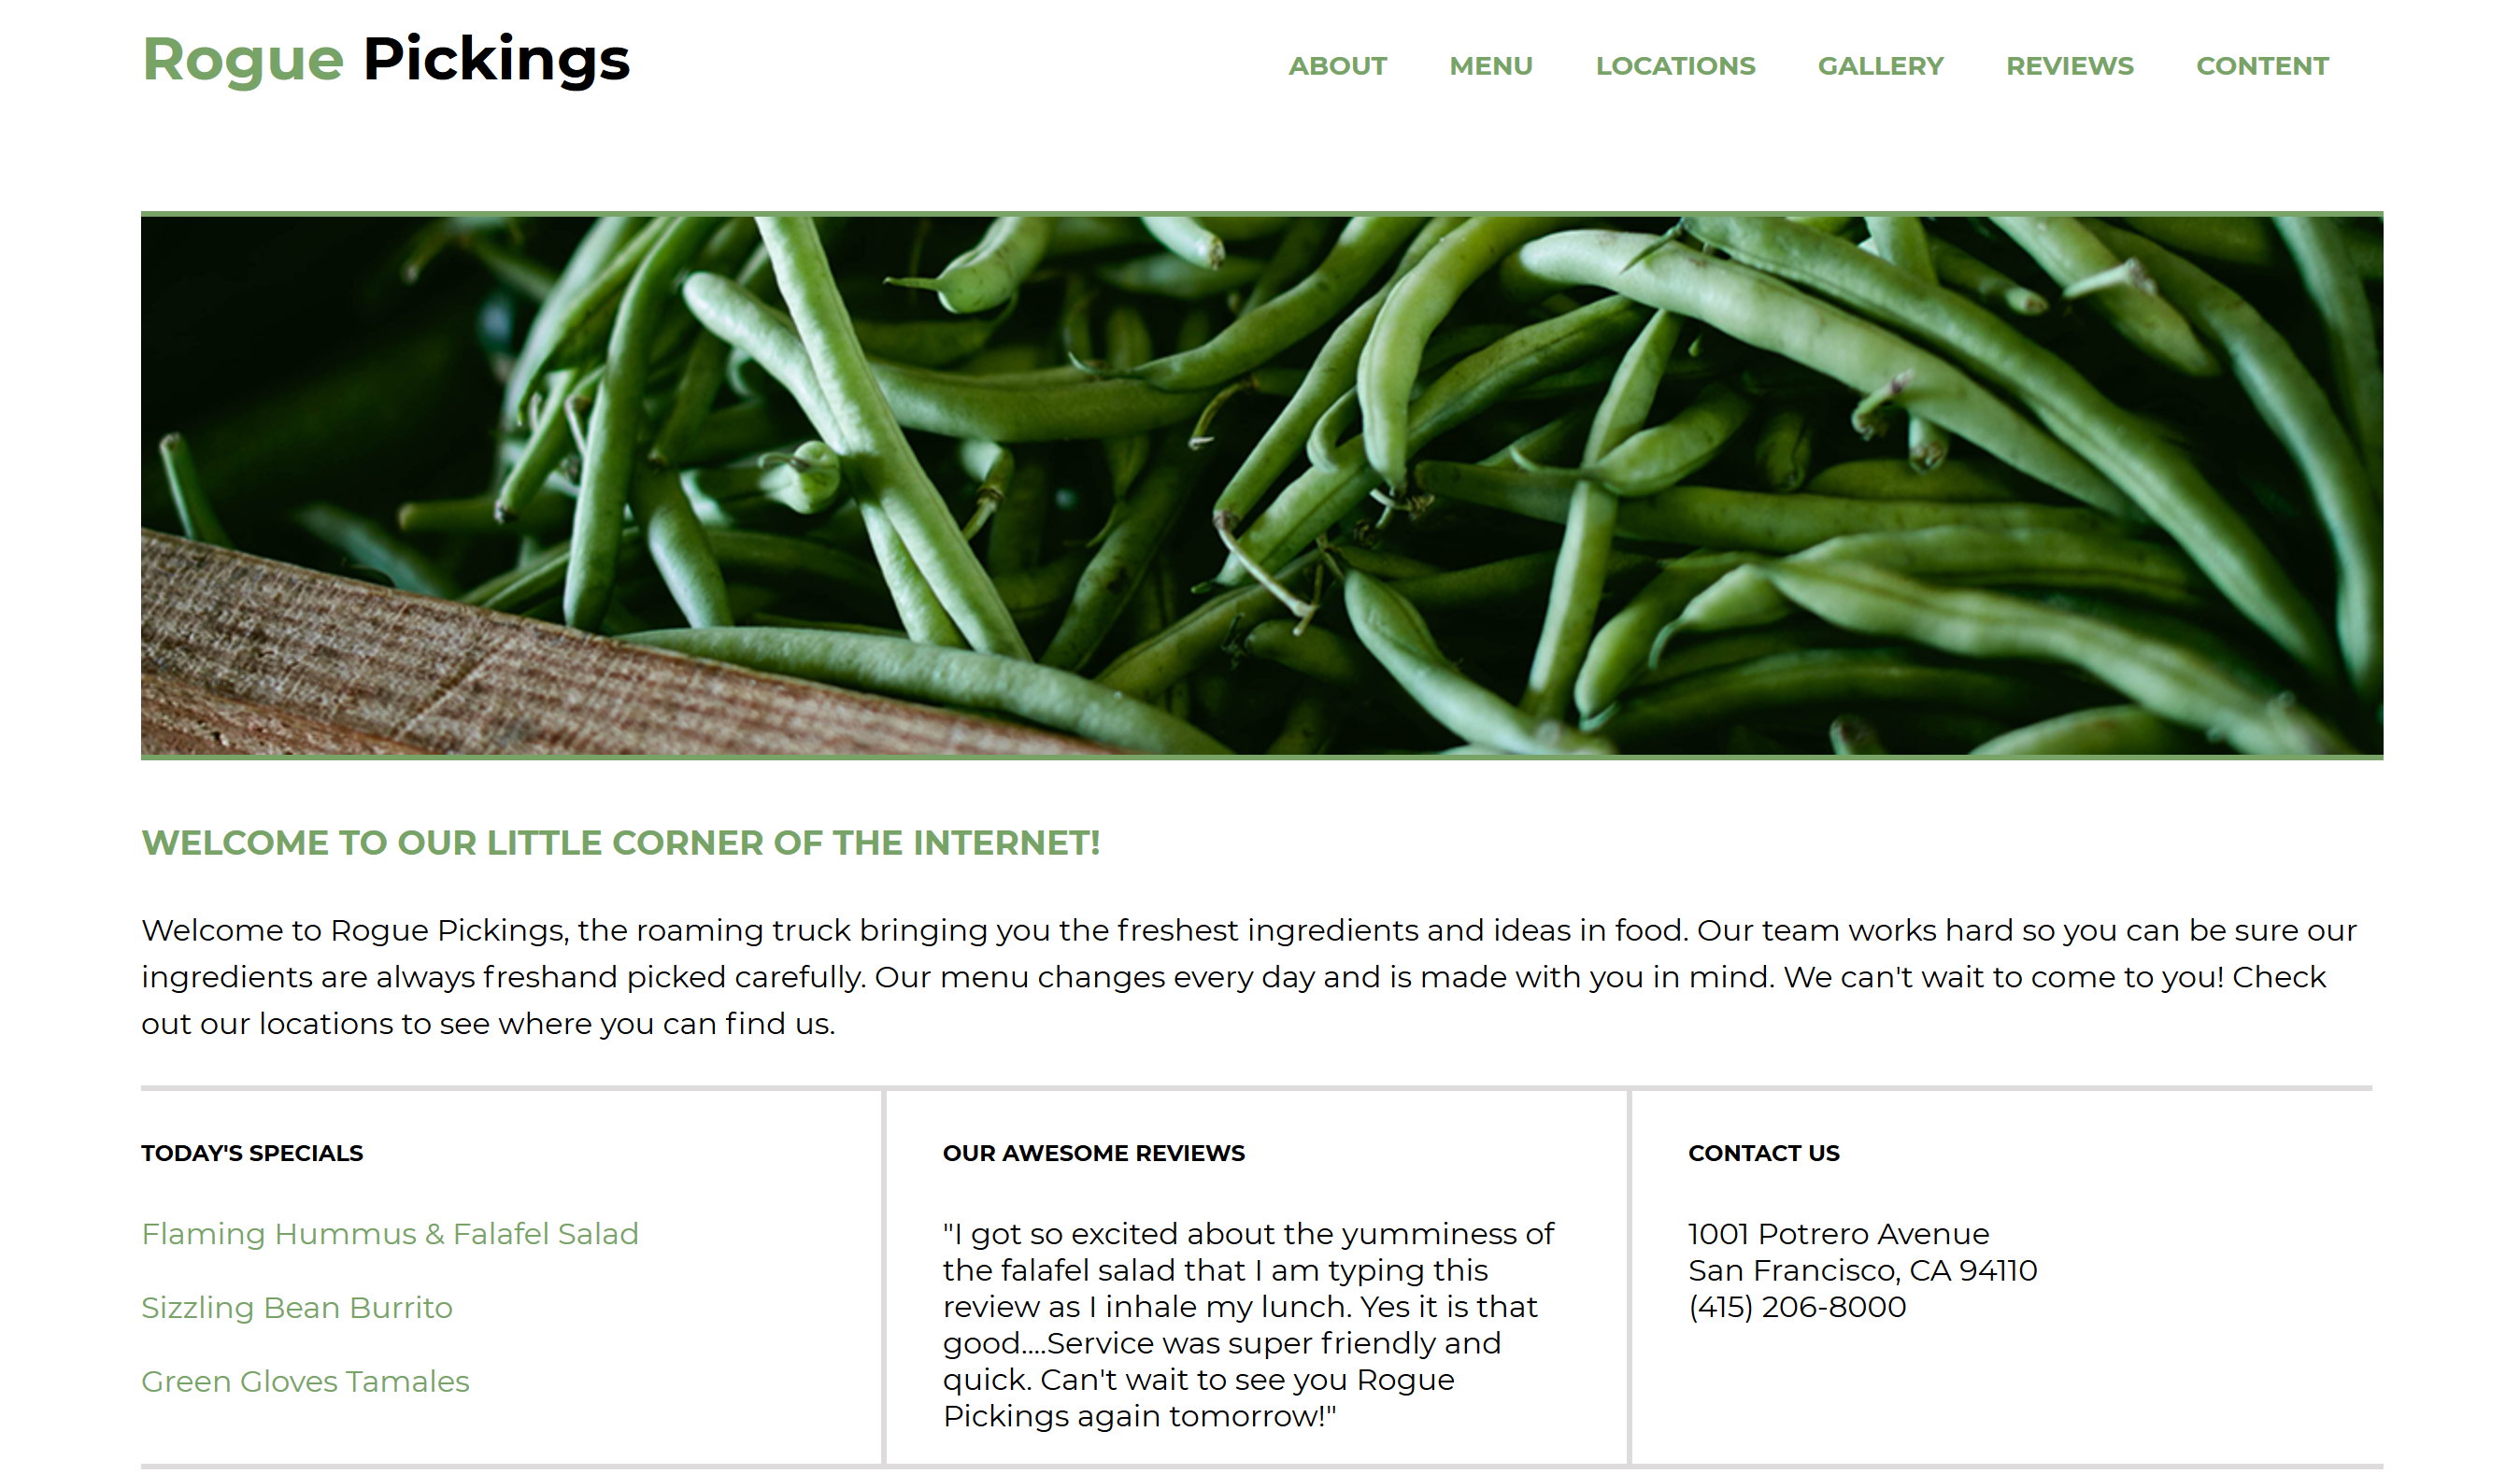 Rogue Pickings
ABOUT MENU LOCATIONS GALLERY REVIEWS CONTENT
WELCOME TO OUR LITTLE CORNER OF THE INTERNET!
Welcome to Rogue Pickings, the roaming truck bringing you the freshest ingredients and ideas in food. Our team works hard so you can be sure our
ingredients are always freshand picked carefully. Our menu changes every day and is made with you in mind. We can't wait to come to you! Check
out our locations to see where you can find us.
TODAY'S SPECIALS
Flaming Hummus & Falafel Salad
Sizzling Bean Burrito
Green Gloves Tamales
OUR AWESOME REVIEWS
"I got so excited about the yumminess of
the falafel salad that I am typing this
review as I inhale my lunch. Yes it is that
good....Service was super friendly and
quick. Can't wait to see you Rogue
Pickings again tomorrow!"
CONTACT US
1001 Potrero Avenue
San Francisco, CA 94110
(415) 206-8000